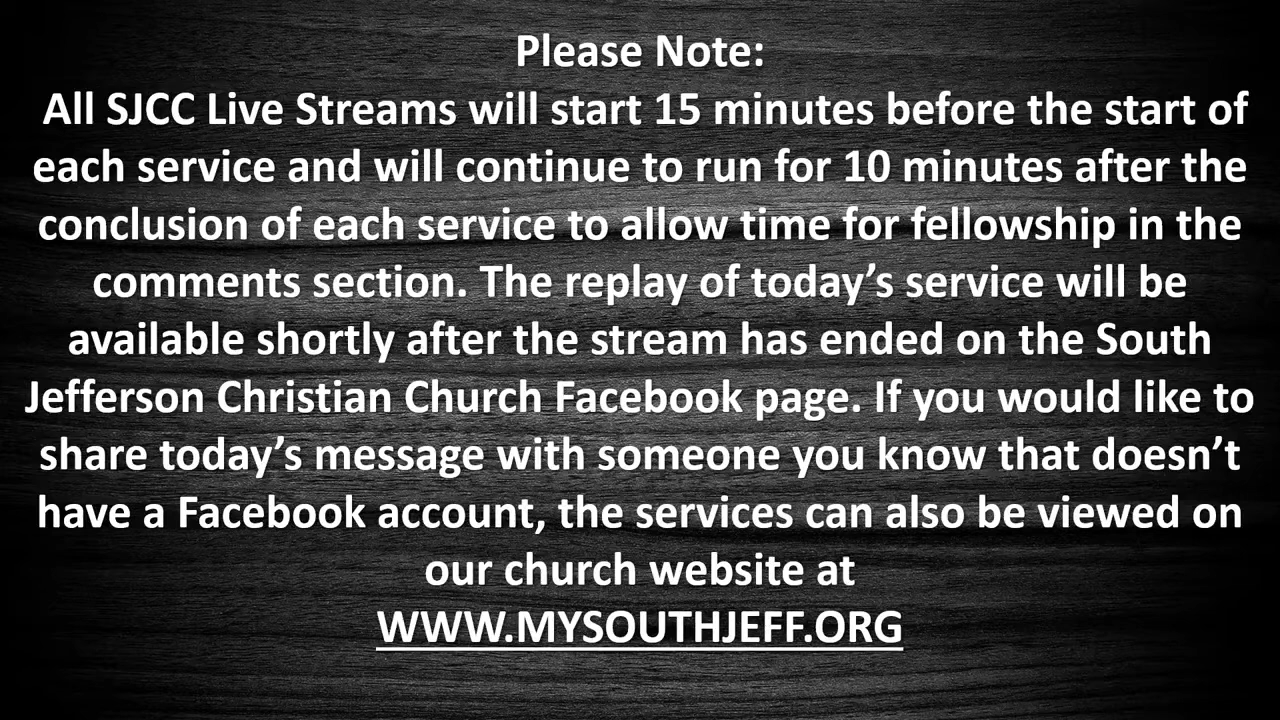 Please Note:
All SJCC Live Streams will start 15 minutes before the start of
each service and will continue to run for 10 minutes after the
conclusion of each service to allow time for fellowship in the
comments section. The replay of today’s service will be
available shortly after the stream has ended on the South
Jefferson Christian Church Facebook page. If you would like to
share today’s message with someone you know that doesn’t
have a Facebook account, the services can also be viewed on
our church website at
WWW.MYSOUTHJEFF.ORG